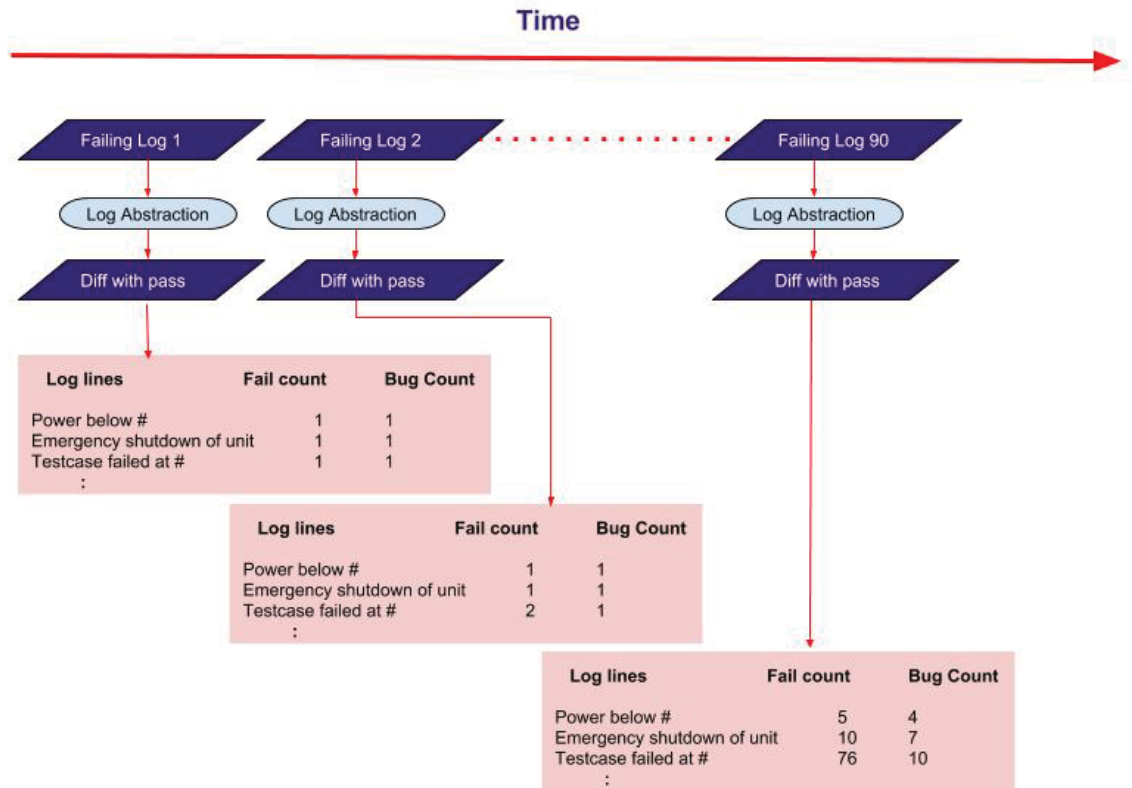 Time
Failing Log 1 Failing Log 2 Failing Log 90
Log Abstraction Log Abstraction Log Abstraction
Diff with pass Diff with pass Diff with pass
Log lines Fail count Bug Count
Power below # 1 1
Emergency shutdown of unit 1 1
Testcase failed at # 1 1
:
Log lines Fail count Bug Count
Power below # 1 1
Emergency shutdown of unit 1 1
Testcase failed at # 2 1
:
Log lines Fail count Bug Count
Power below # 5 4
Emergency shutdown of unit 10 7
Testcase failed at # 76 10
: